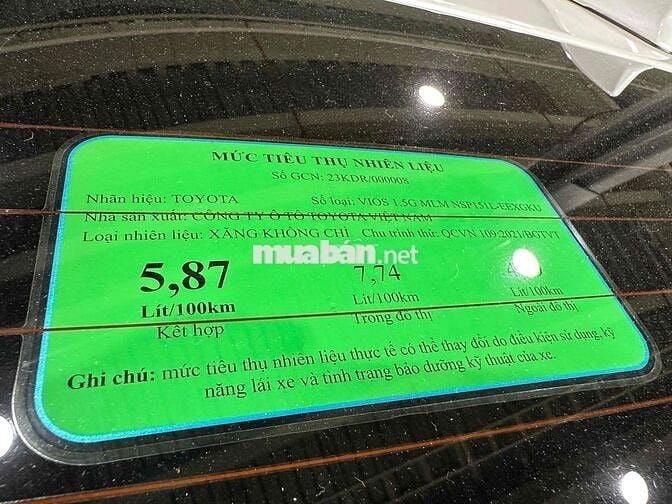 MỨC TIÊU THỤ NHIÊN LIỆU
Số GCN: 23KDR/000008
Nhãn hiệu: TOYOTA Số loại: VIOS 1.5G MLM NSP151L-EEXGKU
Nhà sản xuất: CÔNG TY Ô TÔ TOYOTA VIỆT NAM
Loại nhiên liệu: XĂNG KHÔNG CHÌ Chu trình thử: QCVN 109:2021/BGTVT
muaban.net
5,87 7,74
Lít/100km Lít/100km Lít/100km
Kết hợp Trong đô thị Ngoài đô thị
Ghi chú: mức tiêu thụ nhiên liệu thực tế có thể thay đổi do điều kiện sử dụng, kỹ
năng lái xe và tình trạng bảo dưỡng kỹ thuật của xe.